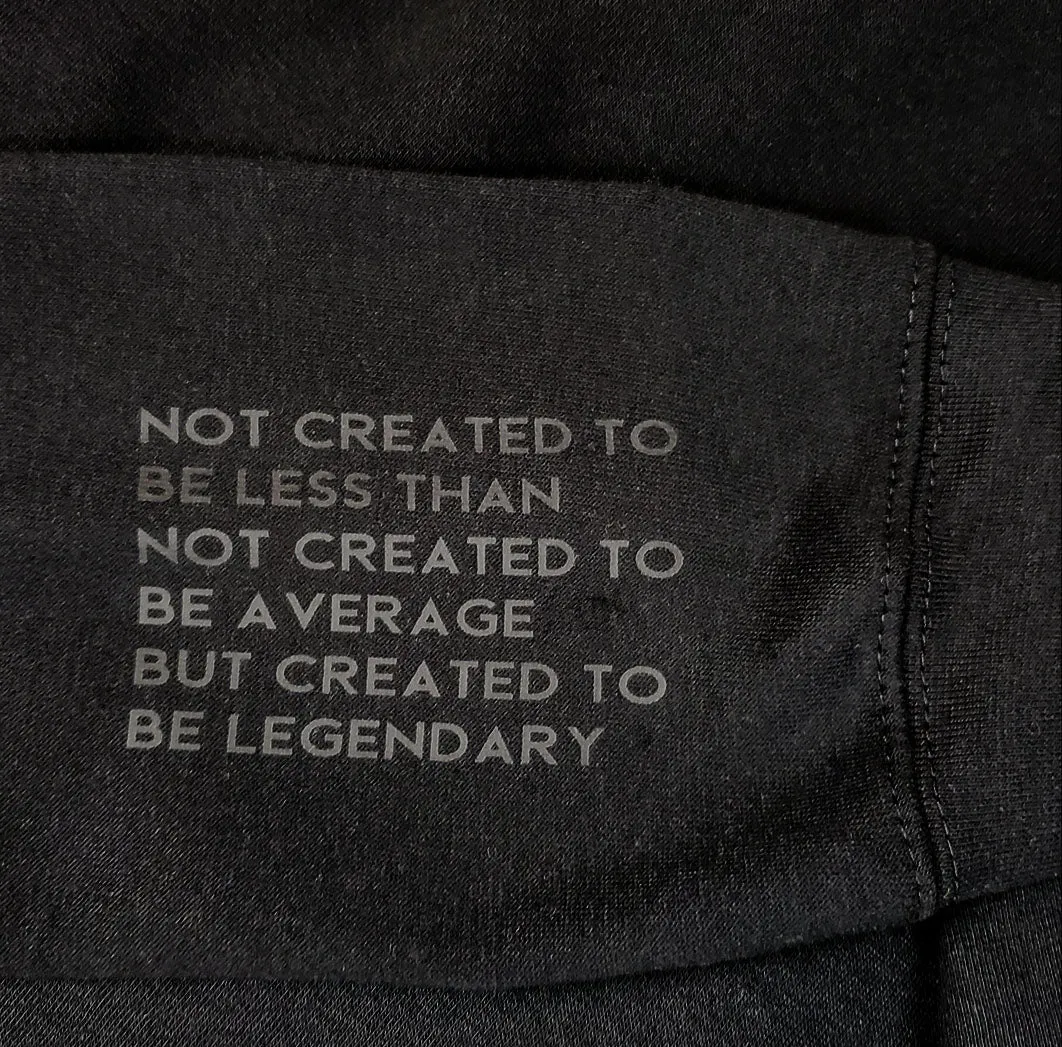 NOT CREATED TO
BE LESS THAN
NOT CREATED TO
BE AVERAGE
BUT CREATED TO
BE LEGENDARY